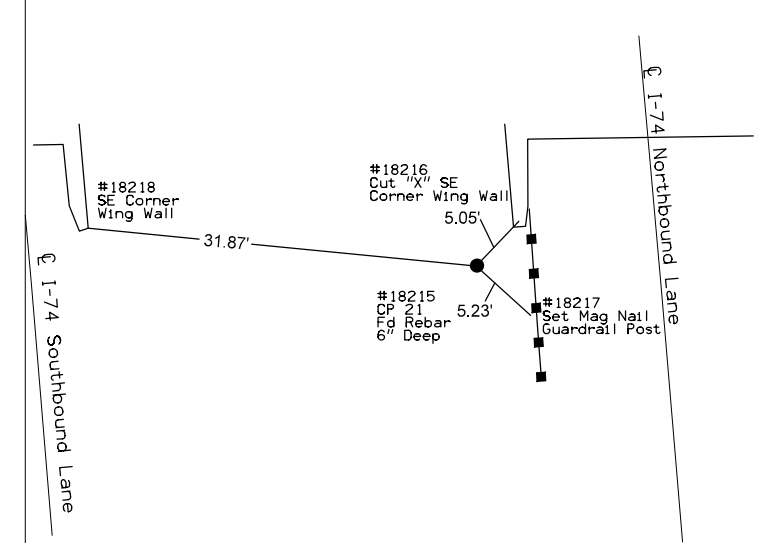 ℄ I-74 Northbound Lane
#18216
Cut "X" SE
Corner Wing Wall
#18218
SE Corner
Wing Wall
5.05'
31.87'
℄ I-74 Southbound Lane
#18215
CP 21
Fd Rebar
6" Deep
5.23'
#18217
Set Mag Nail
Guardrail Post